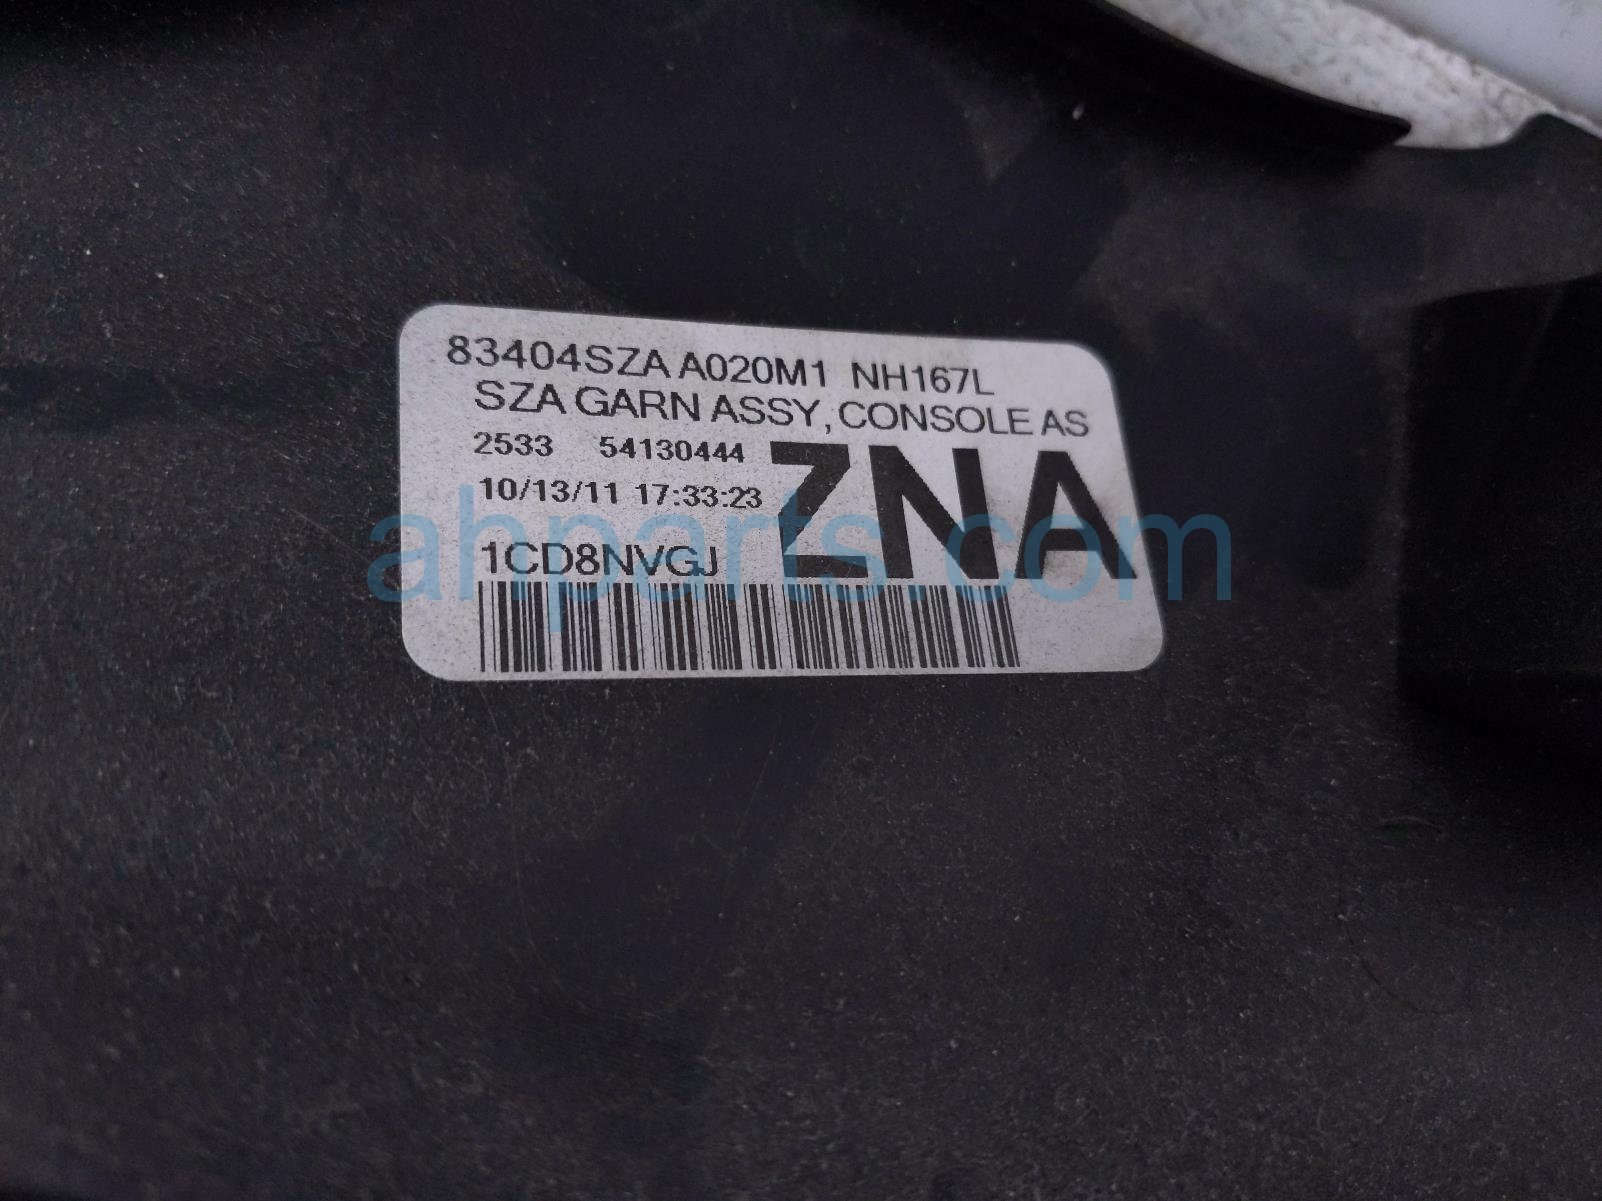 83404SZA A020M1 NH167L
SZA GARN ASSY, CONSOLE AS
2533 54130444
10/13/11 17:33:23
ZNA
1CD8NVGJ
ahparts.com